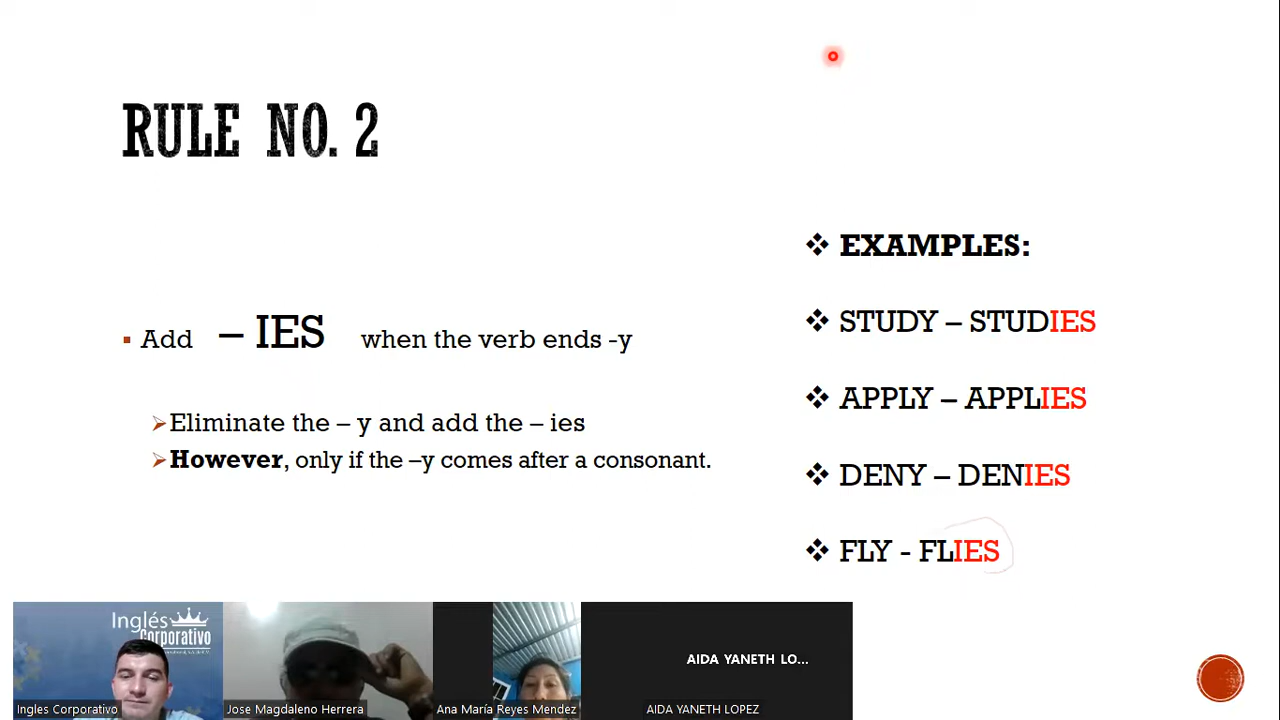 RULE NO. 2
Add – IES when the verb ends -y
Eliminate the – y and add the – ies
However, only if the –y comes after a consonant.
EXAMPLES:
STUDY – STUDIES
APPLY – APPLIES
DENY – DENIES
FLY - FLIES
Inglés
Corporativo
Ingles Corporativo
Jose Magdaleno Herrera
Ana María Reyes Mendez
AIDA YANETH LO...
AIDA YANETH LOPEZ